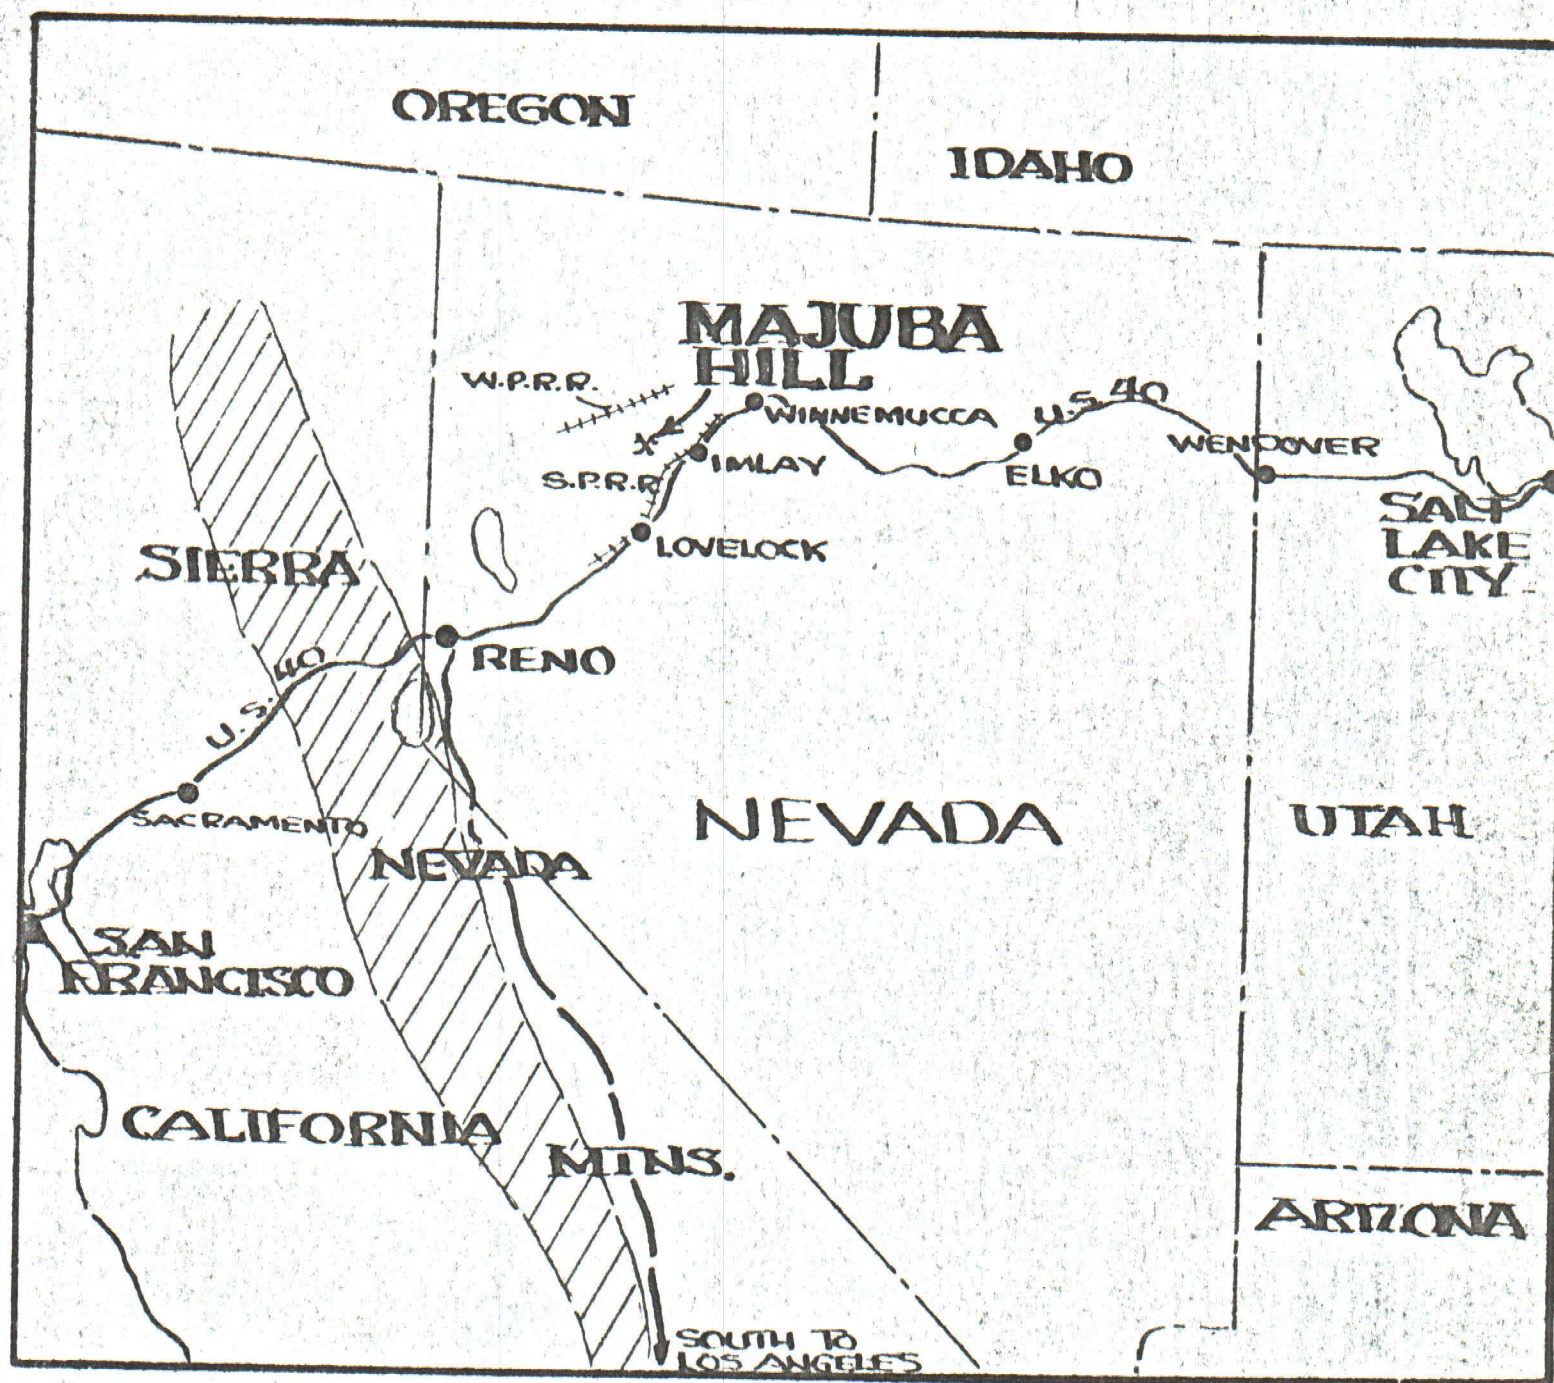 OREGON
IDAHO
MAJUBA
HILL
W.P.R.R.
WINNEMUCCA
U.S. 40
WENDOVER
X
IMLAY
ELKO
S.P.R.R
SALT
LAKE
CITY
LOVELOCK
SIERRA
RENO
U.S. 40
SACRAMENTO
NEVADA
UTAH
NEVADA
SAN
FRANCISCO
CALIFORNIA
MTNS.
ARIZONA
SOUTH TO
LOS ANGELES